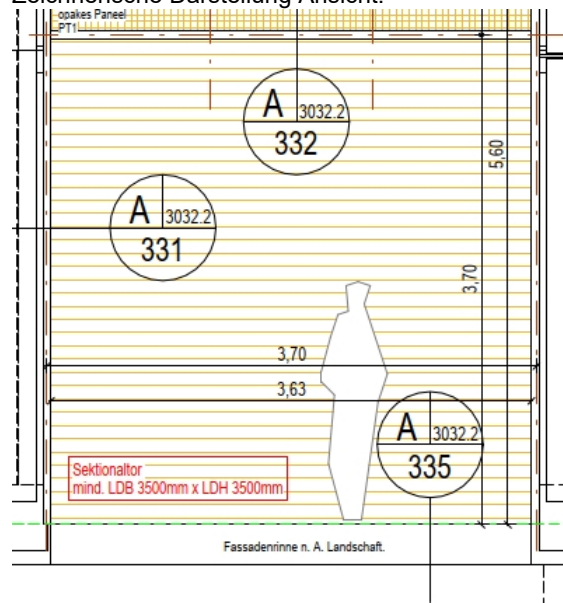 Zeichnerische Darstellung Ansicht:
opakes Paneel
PT1
A 3032.2
332
5,60
A 3032.2
331
3,70
3,70
3,63
A 3032.2
335
Sektionaltor
mind. LDB 3500mm x LDH 3500mm
Fassadenrinne n. A. Landschaft.